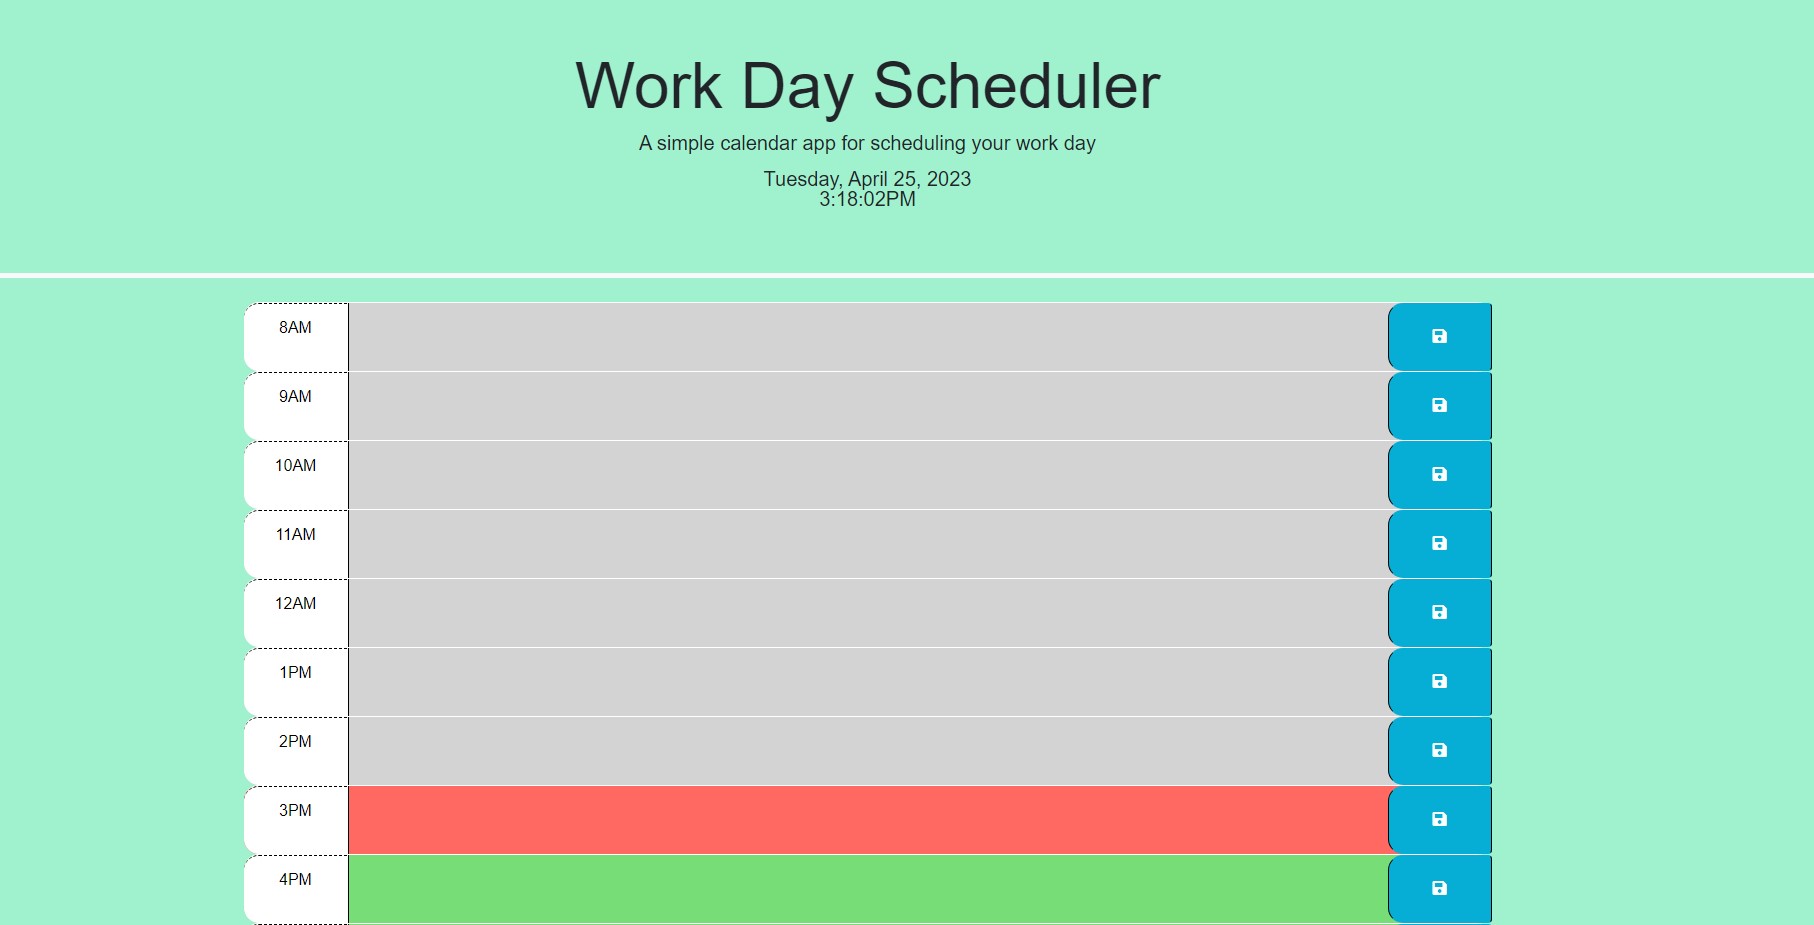 Work Day Scheduler
A simple calendar app for scheduling your work day
Tuesday, April 25, 2023
3:18:02PM
8AM
9AM
10AM
11AM
12AM
1PM
2PM
3PM
4PM